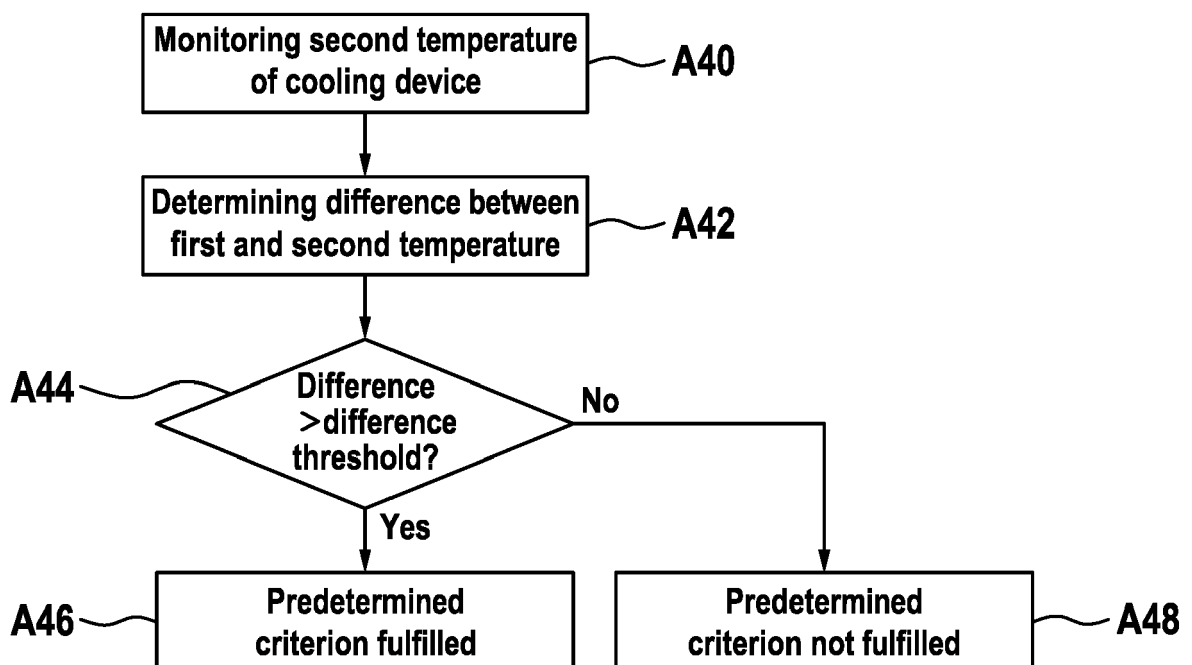 Monitoring second temperature
of cooling device
A40
Determining difference between
first and second temperature
A42
A44
Difference
>difference
threshold?
No
Yes
A46
Predetermined
criterion fulfilled
Predetermined
criterion not fulfilled
A48